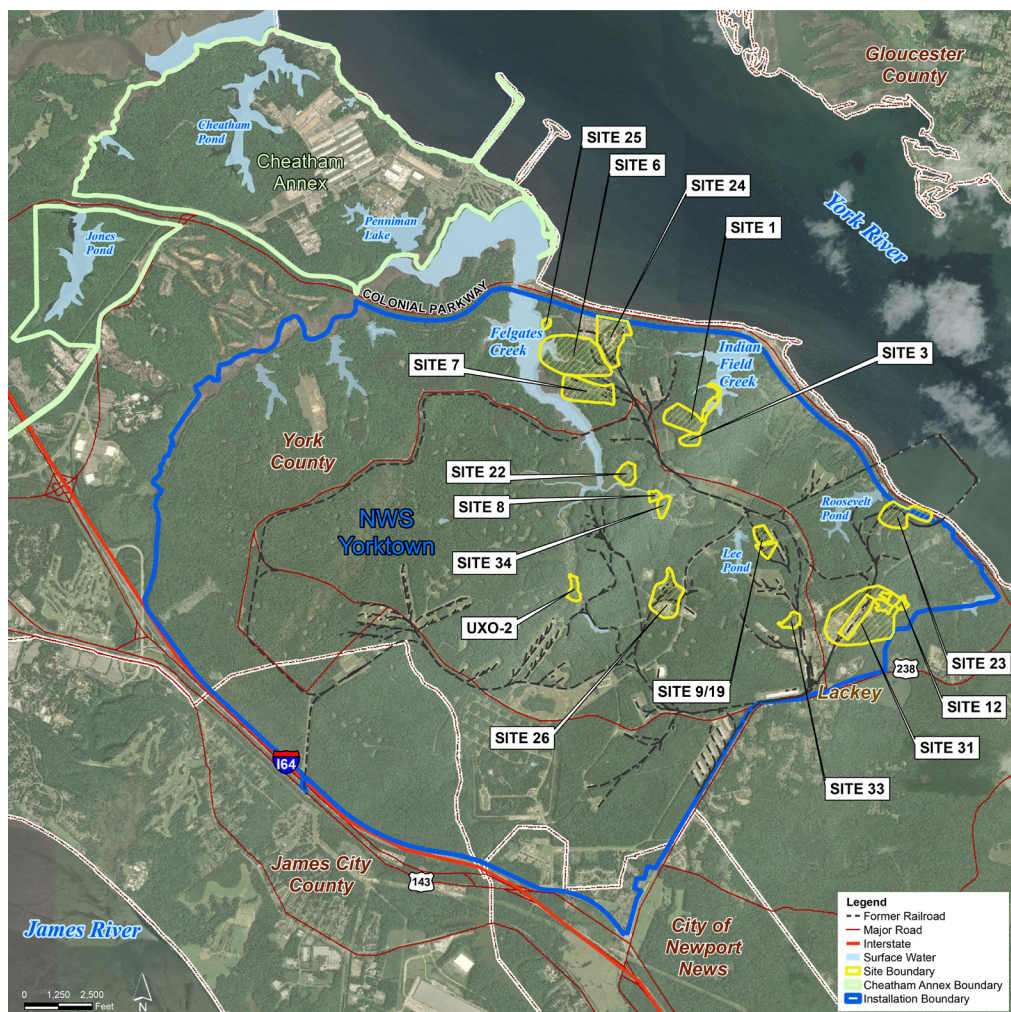 Gloucester
County
Cheatham
Pond
Cheatham
Annex
SITE 25
SITE 6
SITE 24
SITE 1
York River
Jones
Pond
Penniman
Lake
COLONIAL PARKWAY
Felgates
Creek
Indian
Field
Creek
SITE 3
SITE 7
York
County
SITE 22
SITE 8
NWS
Yorktown
SITE 34
Roosevelt
Pond
Lee
Pond
UXO-2
SITE 9/19
SITE 23
238
Lackey
SITE 12
SITE 26
SITE 31
I64
SITE 33
James City
County
143
James River
City of
Newport
News
Legend
Former Railroad
Major Road
Interstate
Surface Water
Site Boundary
Cheatham Annex Boundary
Installation Boundary
0 1,250 2,500
Feet
N